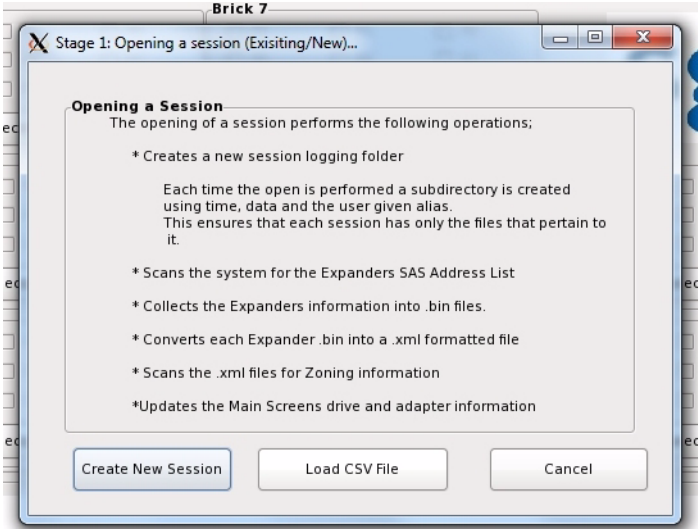 Brick 7
Stage 1: Opening a session (Exisiting/New)...
Opening a Session
The opening of a session performs the following operations;
* Creates a new session logging folder
Each time the open is performed a subdirectory is created
using time, data and the user given alias.
This ensures that each session has only the files that pertain to
it.
* Scans the system for the Expanders SAS Address List
* Collects the Expanders information into .bin files.
* Converts each Expander .bin into a .xml formatted file
* Scans the .xml files for Zoning information
*Updates the Main Screens drive and adapter information
Create New Session
Load CSV File
Cancel